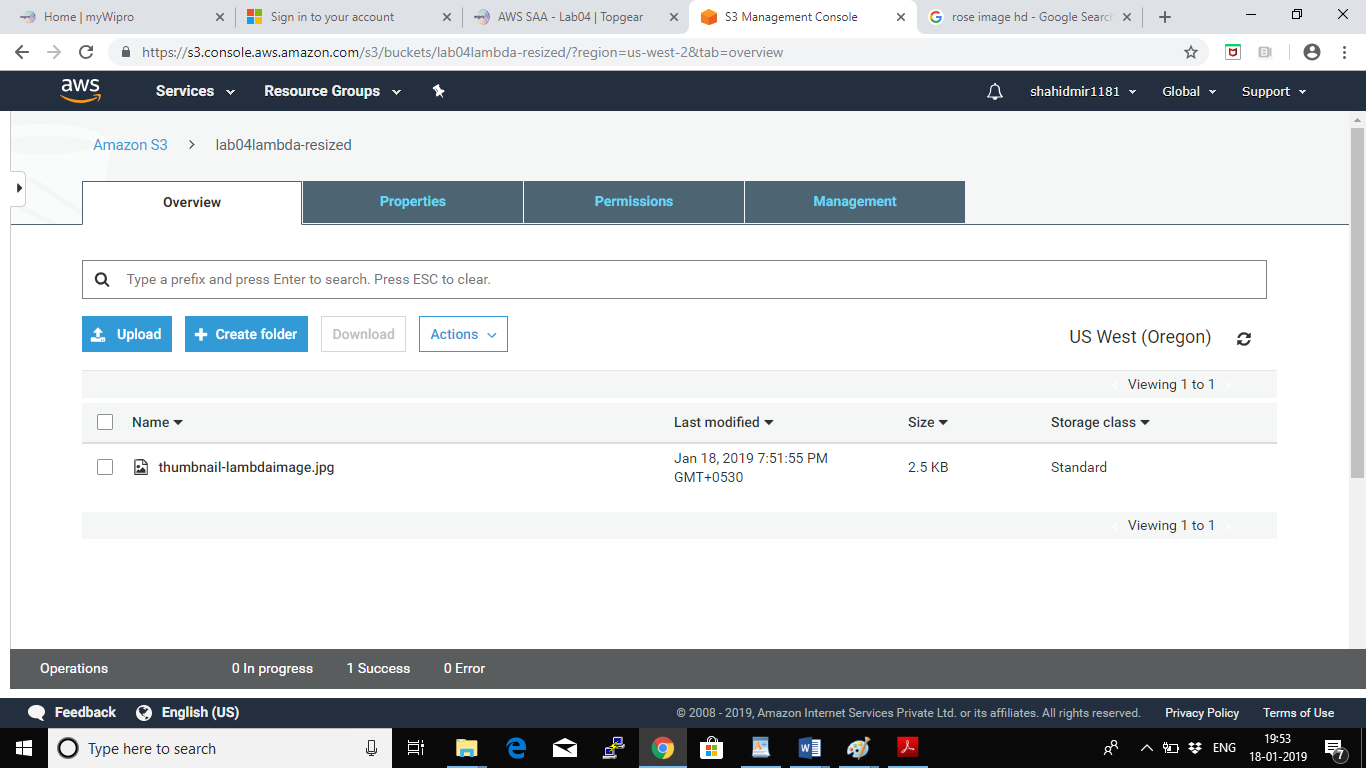 Home | myWipro
Sign in to your account
AWS SAA - Lab04 | Topgear
S3 Management Console
rose image hd - Google Search
https://s3.console.aws.amazon.com/s3/buckets/lab04lambda-resized/?region=us-west-2&tab=overview
aws Services Resource Groups shahidmir1181 Global Support
Amazon S3 > lab04lambda-resized
Overview Properties Permissions Management
Type a prefix and press Enter to search. Press ESC to clear.
Upload + Create folder Download Actions US West (Oregon)
Viewing 1 to 1
Name Last modified Size Storage class
thumbnail-lambdaimage.jpg Jan 18, 2019 7:51:55 PM 2.5 KB Standard
GMT+0530
Viewing 1 to 1
Operations 0 In progress 1 Success 0 Error
Feedback English (US) © 2008 - 2019, Amazon Internet Services Private Ltd. or its affiliates. All rights reserved. Privacy Policy Terms of Use
Type here to search ENG 19:53
18-01-2019 7